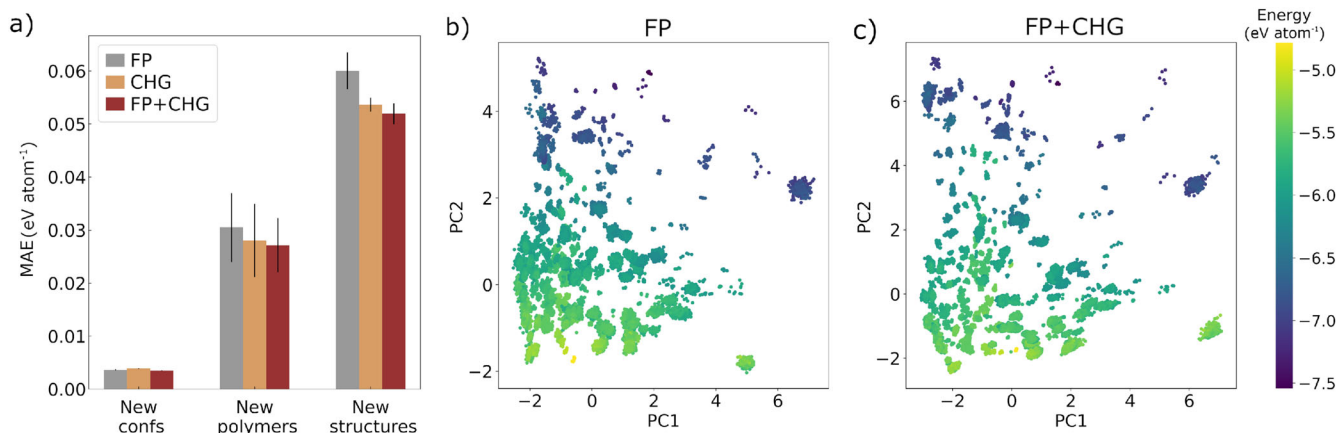 a)
MAE (eV atom⁻¹)
0.06
0.05
0.04
0.03
0.02
0.01
0.00
FP
CHG
FP+CHG
New
confs
New
polymers
New
structures
b)
FP
PC2
4
2
0
−2
−2
0
2
4
6
PC1
c)
FP+CHG
PC2
6
4
2
0
−2
−2
0
2
4
6
PC1
Energy
(eV atom⁻¹)
−5.0
−5.5
−6.0
−6.5
−7.0
−7.5